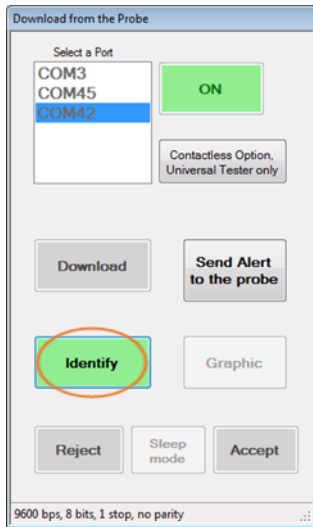 Download from the Probe
Select a Port
COM3
COM45
COM42
ON
Contactless Option,
Universal Tester only
Download
Send Alert
to the probe
Identify
Graphic
Reject
Sleep
mode
Accept
9600 bps, 8 bits, 1 stop, no parity